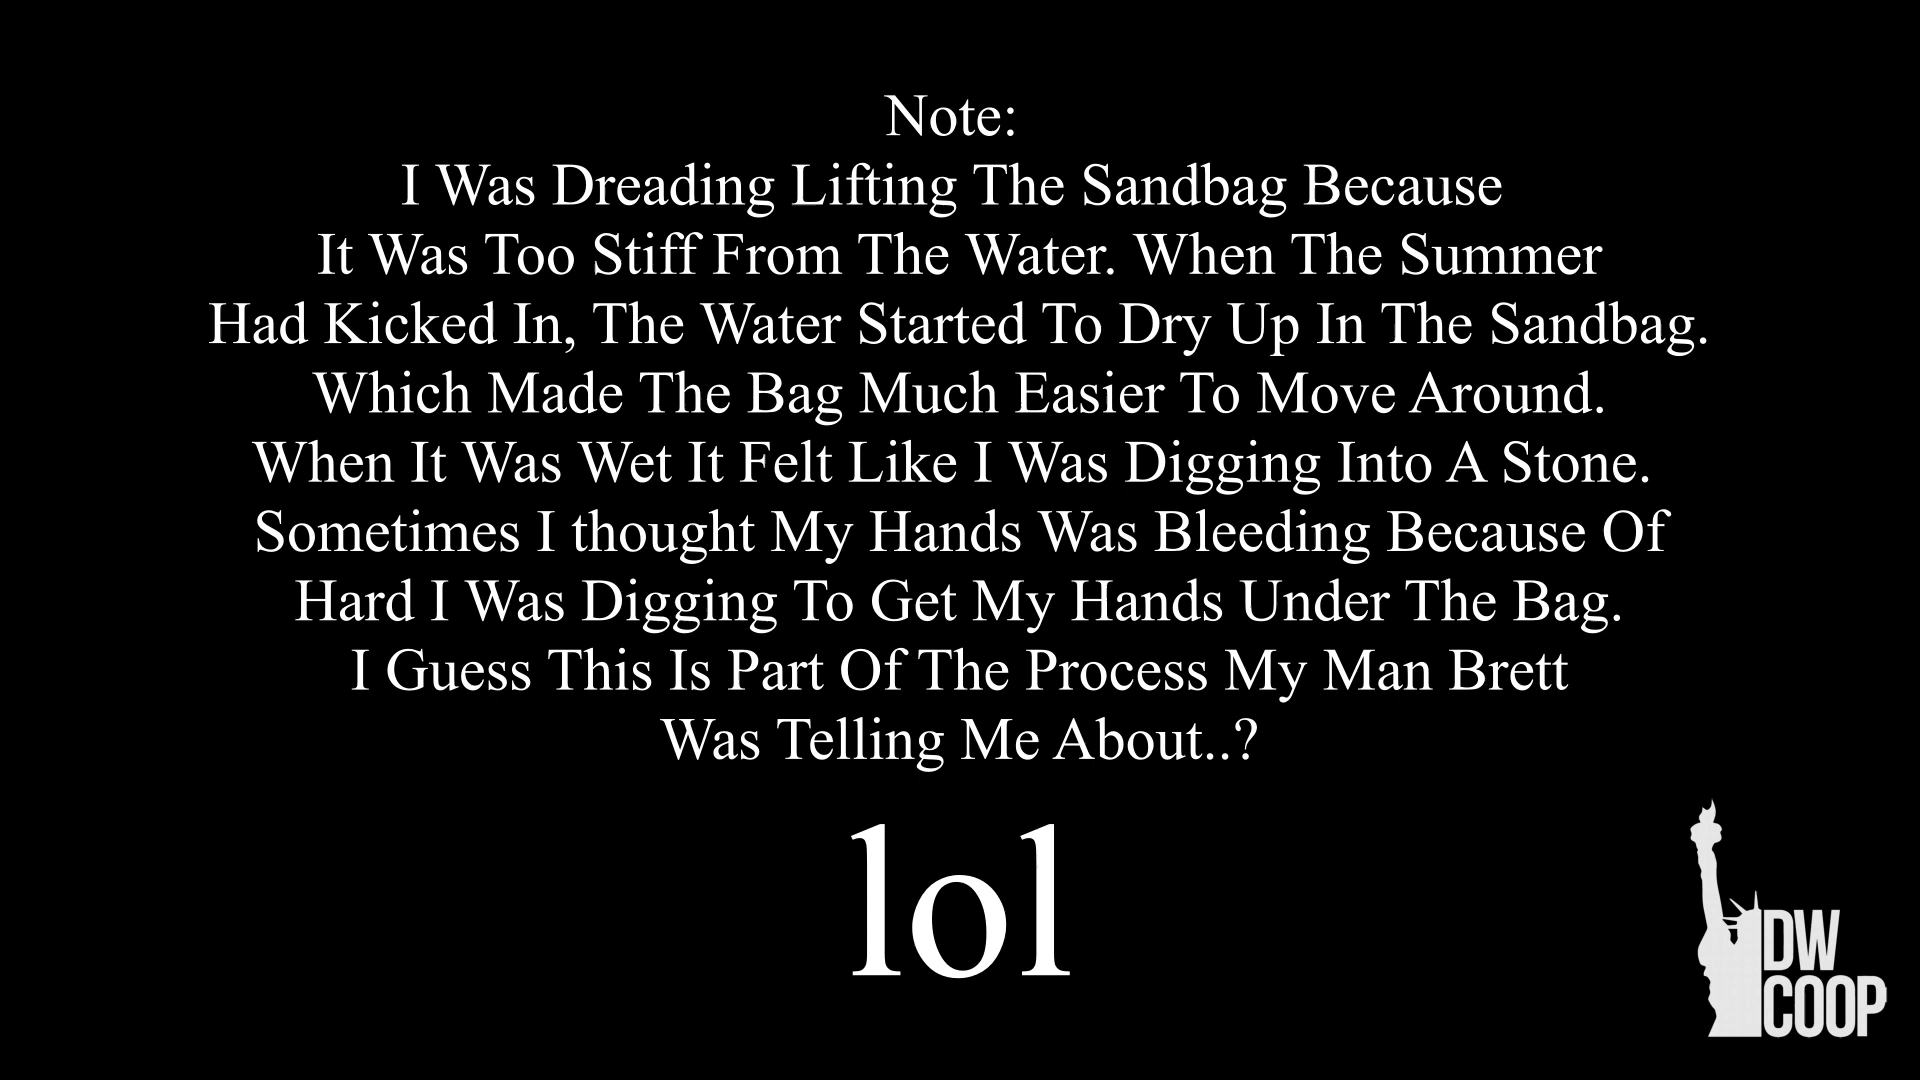 Note:
I Was Dreading Lifting The Sandbag Because
It Was Too Stiff From The Water. When The Summer
Had Kicked In, The Water Started To Dry Up In The Sandbag.
Which Made The Bag Much Easier To Move Around.
When It Was Wet It Felt Like I Was Digging Into A Stone.
Sometimes I thought My Hands Was Bleeding Because Of
Hard I Was Digging To Get My Hands Under The Bag.
I Guess This Is Part Of The Process My Man Brett
Was Telling Me About..?
lol
DW
COOP